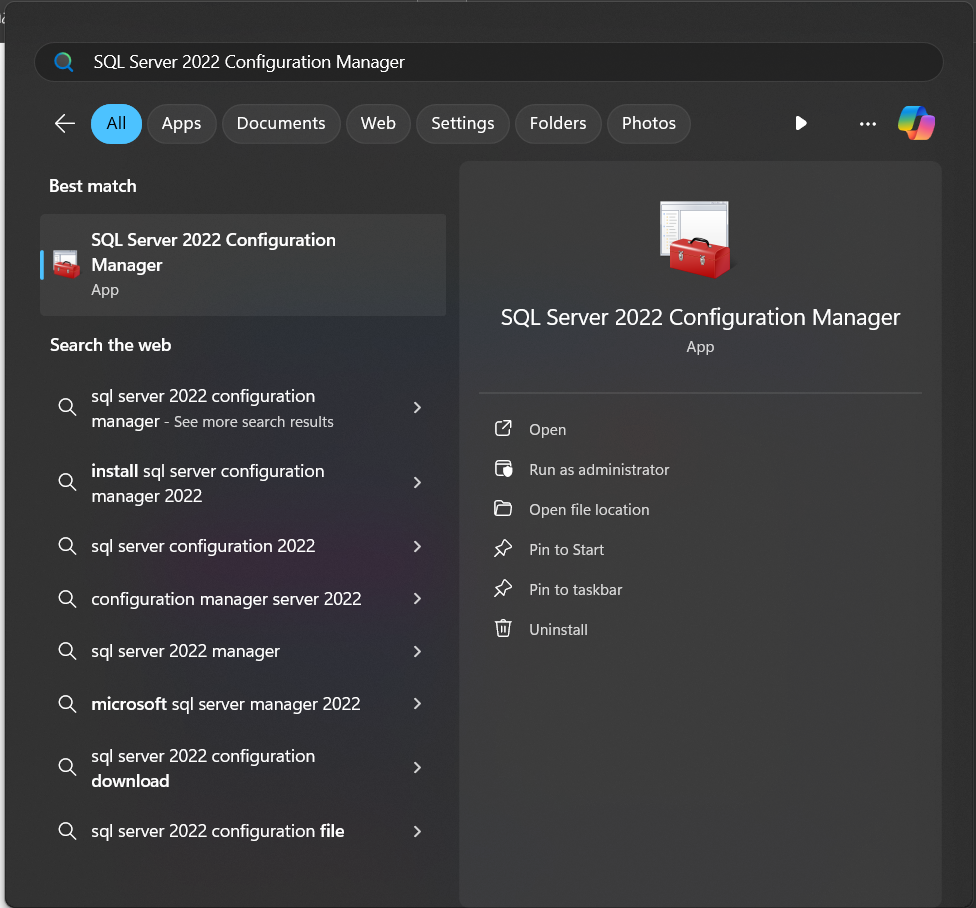 SQL Server 2022 Configuration Manager
All
Apps
Documents
Web
Settings
Folders
Photos
Best match
SQL Server 2022 Configuration
Manager
App
Search the web
sql server 2022 configuration
manager - See more search results
install sql server configuration
manager 2022
sql server configuration 2022
configuration manager server 2022
sql server 2022 manager
microsoft sql server manager 2022
sql server 2022 configuration
download
sql server 2022 configuration file
SQL Server 2022 Configuration Manager
App
Open
Run as administrator
Open file location
Pin to Start
Pin to taskbar
Uninstall